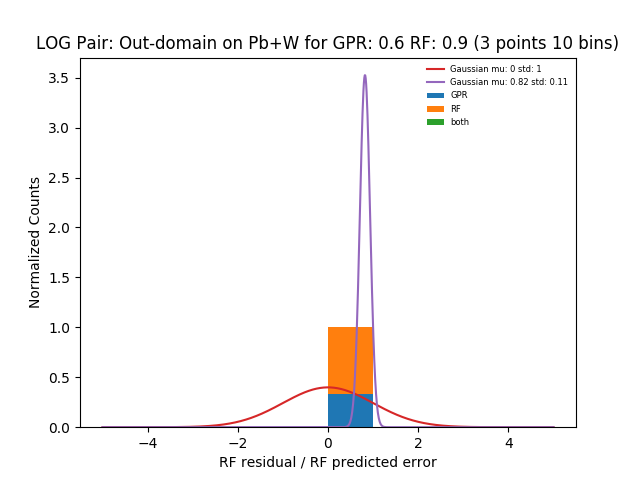 LOG Pair: Out-domain on Pb+W for GPR: 0.6 RF: 0.9 (3 points 10 bins)
Gaussian mu: 0 std: 1
Gaussian mu: 0.82 std: 0.11
GPR
RF
both
Normalized Counts
3.5
3.0
2.5
2.0
1.5
1.0
0.5
0.0
−4 −2 0 2 4
RF residual / RF predicted error